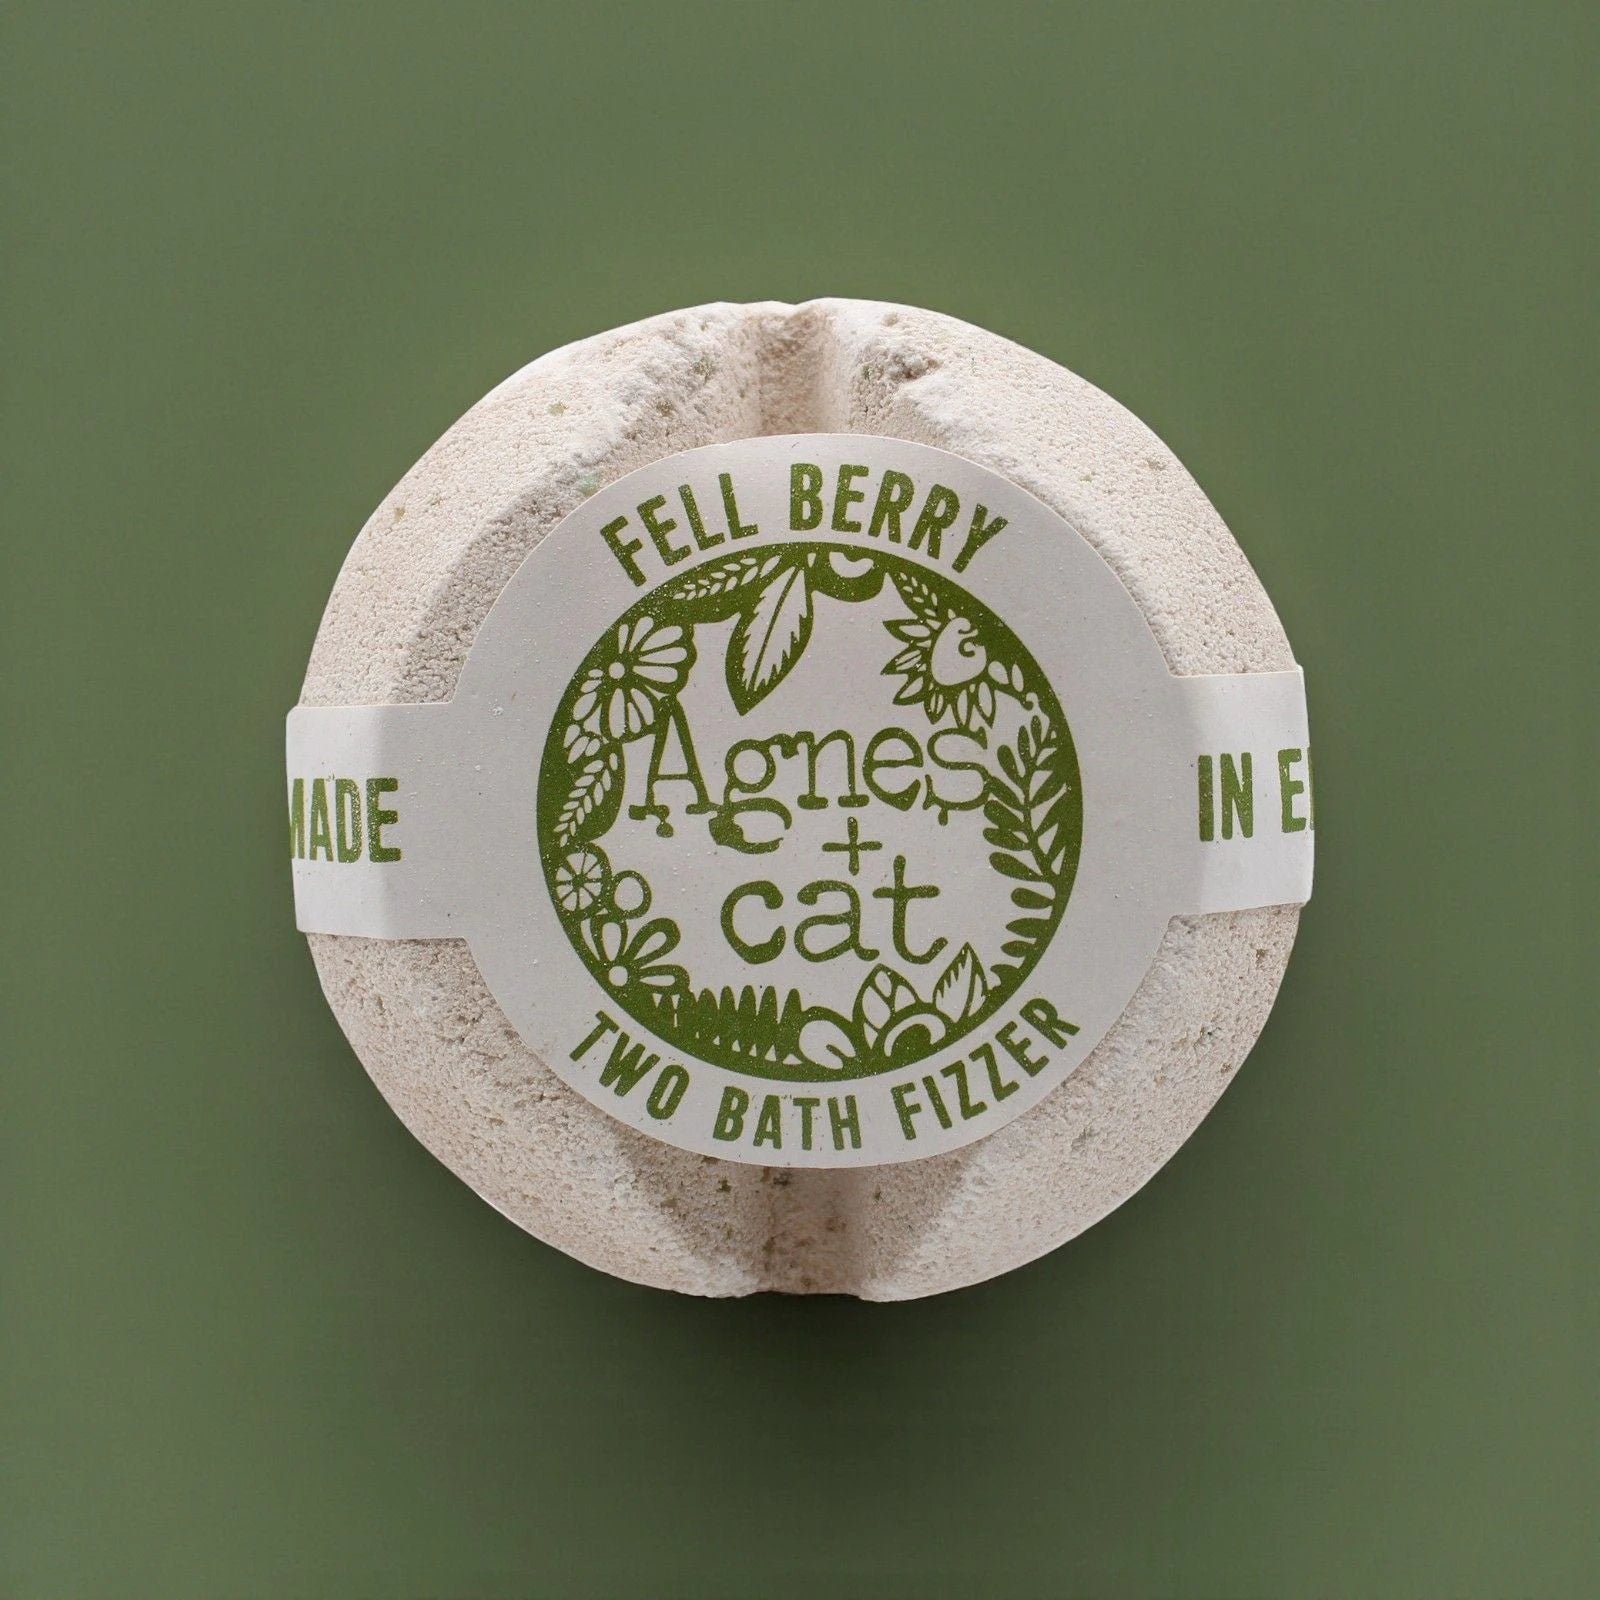 FELL BERRY
MADE
Agnes
+
cat
IN
TWO BATH FIZZER